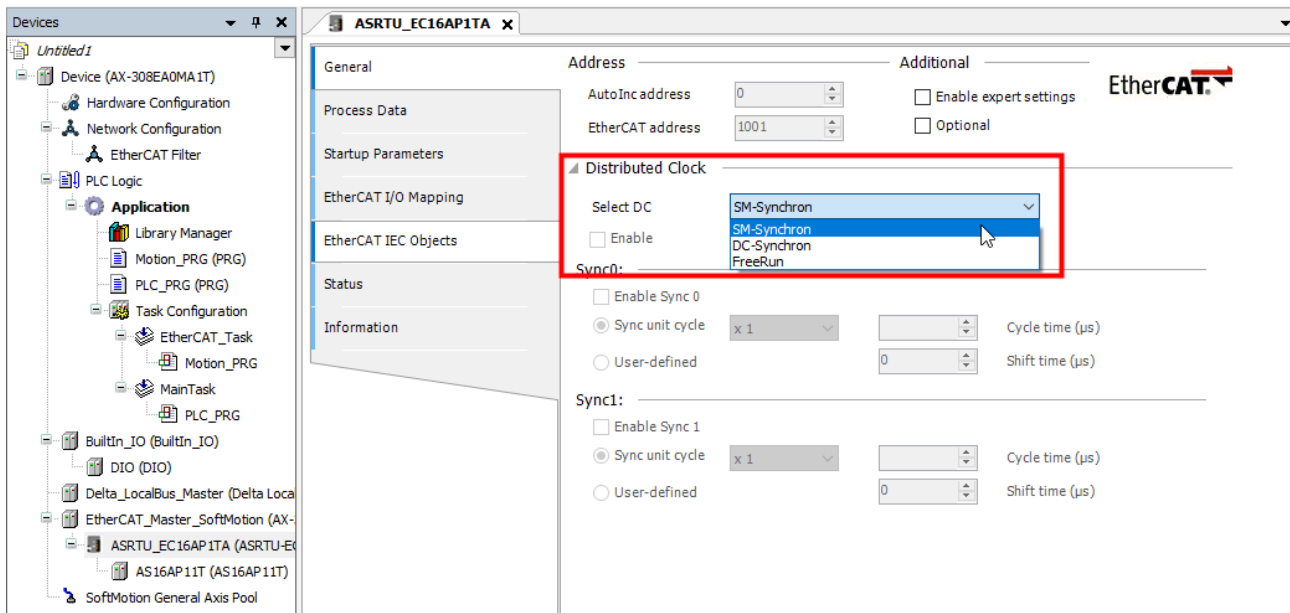 Devices
Untitled1
Device (AX-308EA0MA1T)
Hardware Configuration
Network Configuration
EtherCAT Filter
PLC Logic
Application
Library Manager
Motion_PRG (PRG)
PLC_PRG (PRG)
Task Configuration
EtherCAT_Task
Motion_PRG
MainTask
PLC_PRG
BuiltIn_IO (BuiltIn_IO)
DIO (DIO)
Delta_LocalBus_Master (Delta Local
EtherCAT_Master_SoftMotion (AX-
ASRTU_EC16AP1TA (ASRTU-EC
AS16AP11T (AS16AP11T)
SoftMotion General Axis Pool
ASRTU_EC16AP1TA
General
Process Data
Startup Parameters
EtherCAT I/O Mapping
EtherCAT IEC Objects
Status
Information
Address
AutoInc address 0
EtherCAT address 1001
Additional
Enable expert settings
Optional
EtherCAT.
Distributed Clock
Select DC SM-Synchron
SM-Synchron
DC-Synchron
FreeRun
Enable
Sync0:
Enable Sync 0
Sync unit cycle x 1 Cycle time (µs)
User-defined 0 Shift time (µs)
Sync1:
Enable Sync 1
Sync unit cycle x 1 Cycle time (µs)
User-defined 0 Shift time (µs)